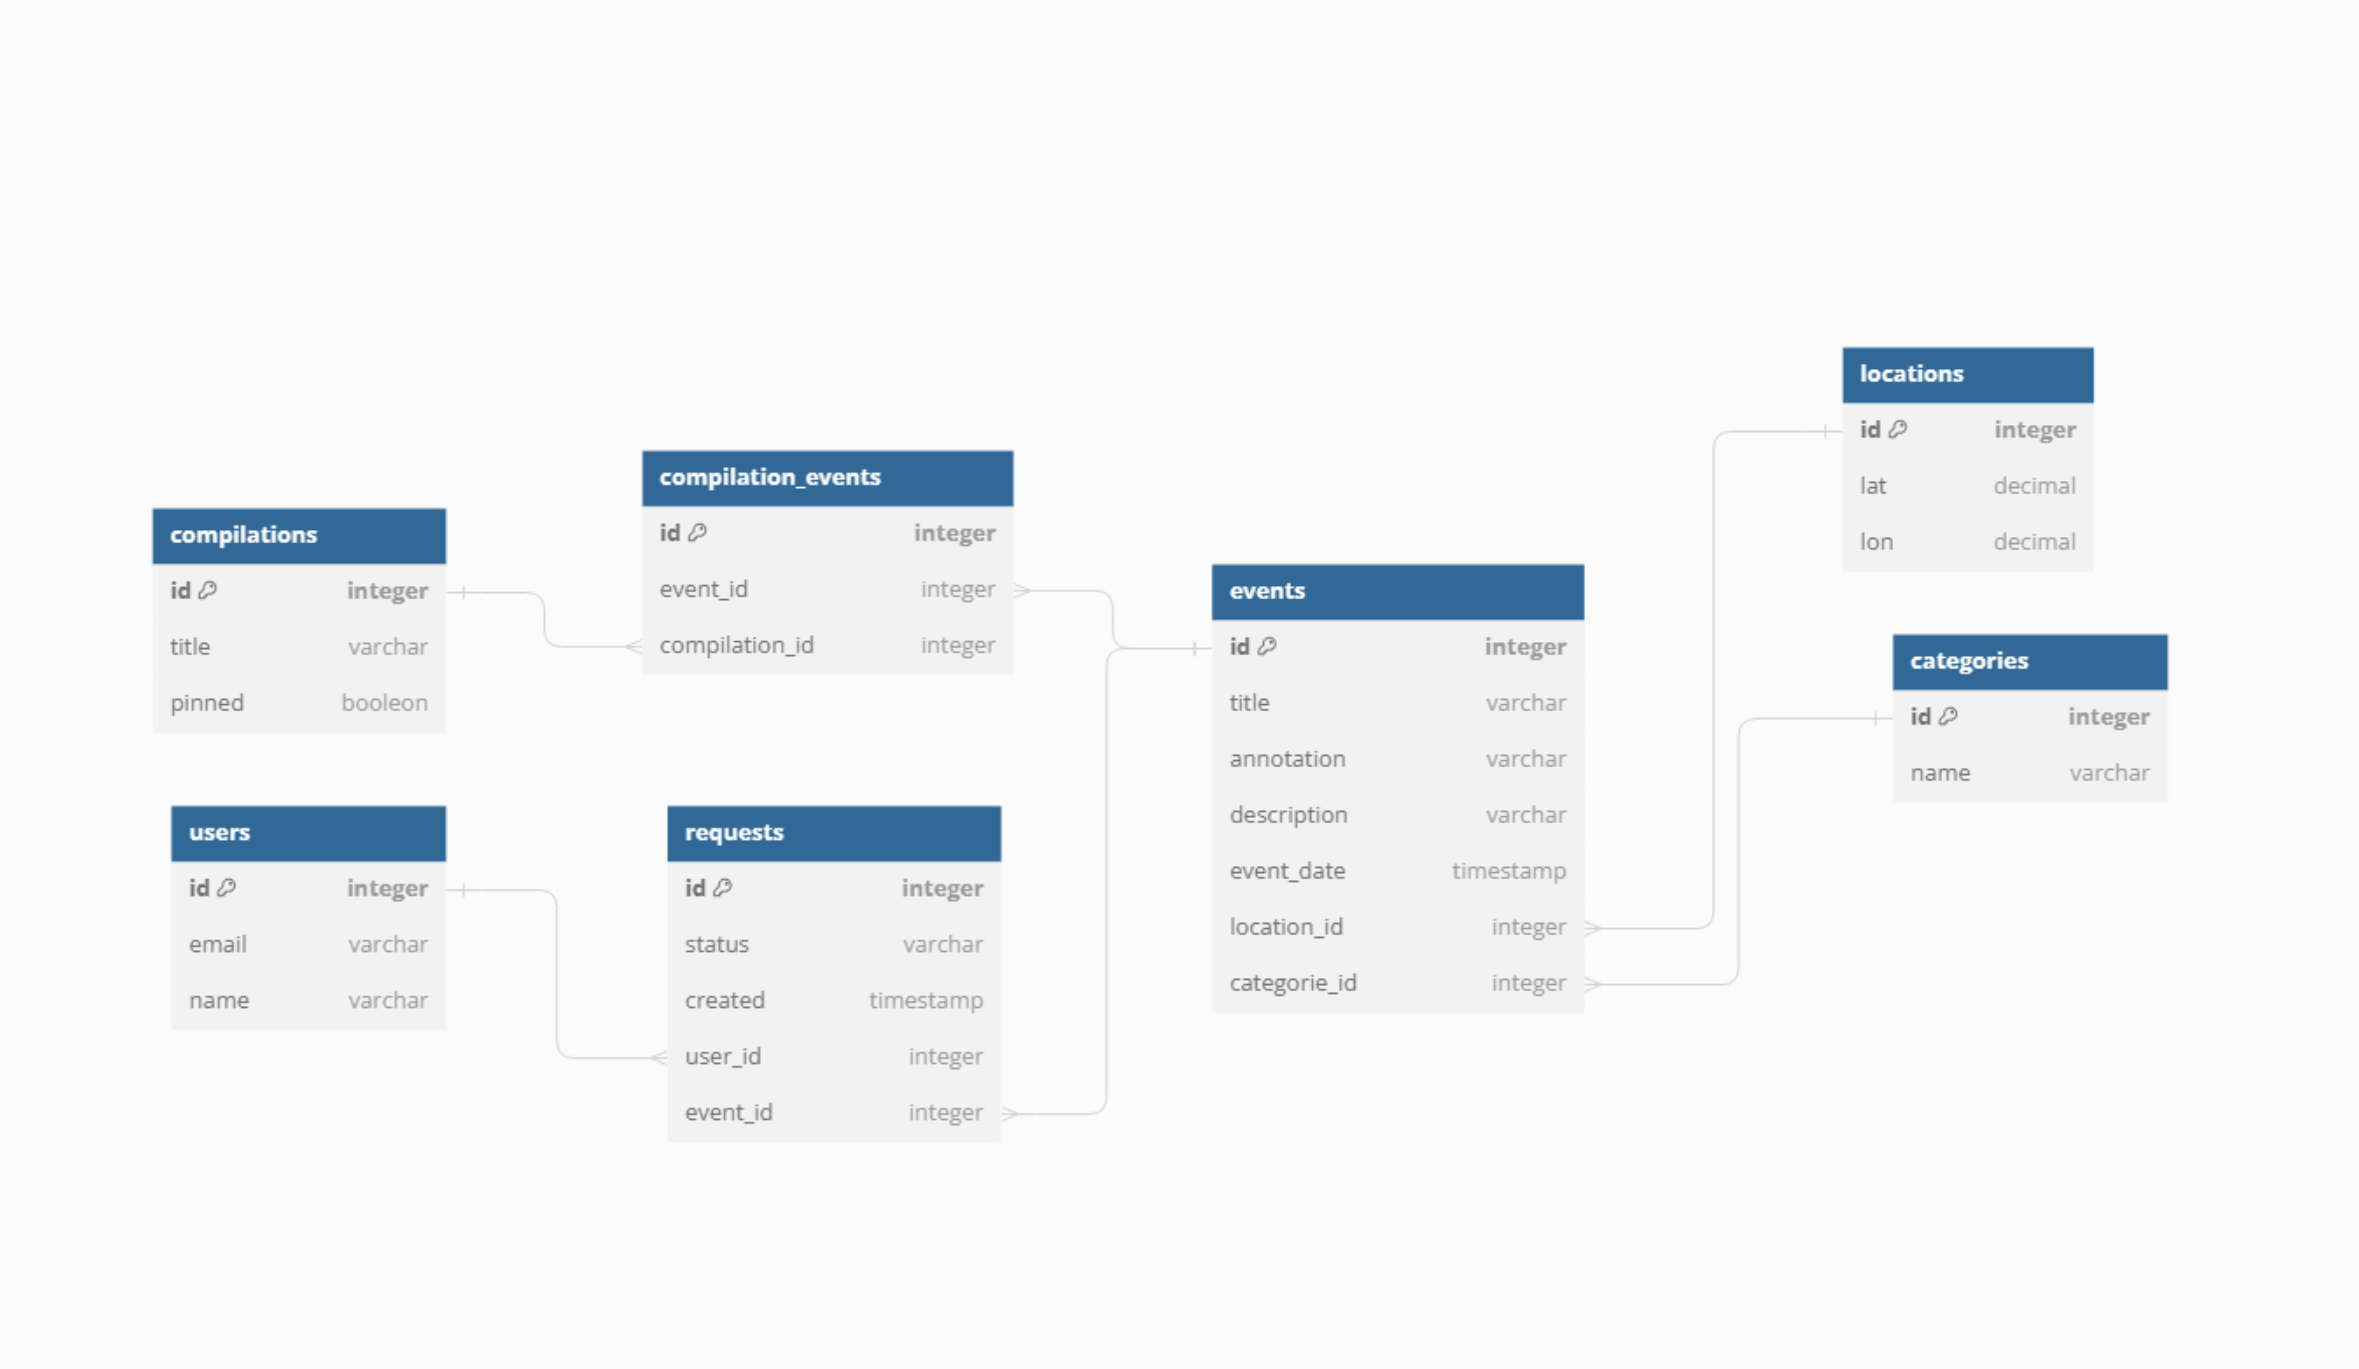 compilations
id integer
title varchar
pinned booleon
users
id integer
email varchar
name varchar
compilation_events
id integer
event_id integer
compilation_id integer
requests
id integer
status varchar
created timestamp
user_id integer
event_id integer
events
id integer
title varchar
annotation varchar
description varchar
event_date timestamp
location_id integer
categorie_id integer
locations
id integer
lat decimal
lon decimal
categories
id integer
name varchar